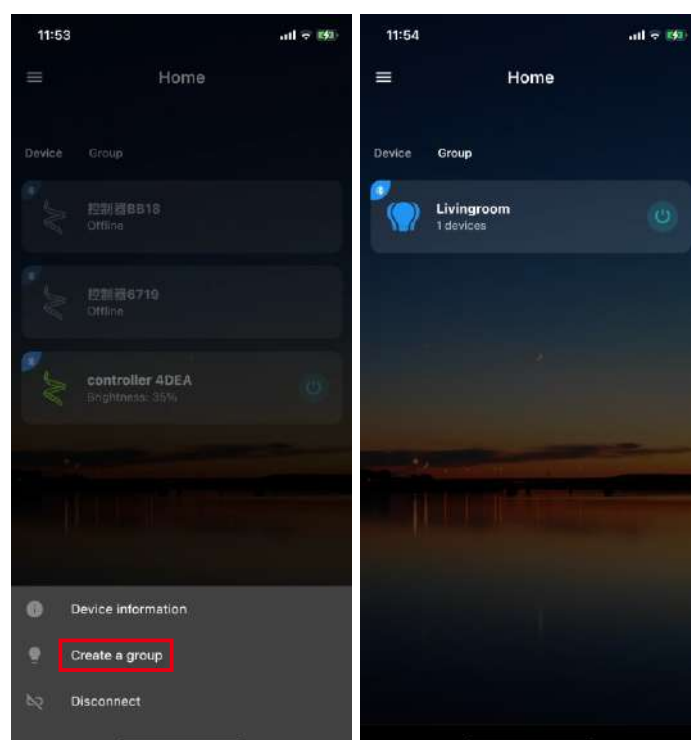 11:53
Home
Device Group
控制器BB18
Offline
控制器6719
Offline
controller 4DEA
Brightness: 35%
Device information
Create a group
Disconnect
11:54
Home
Device Group
Livingroom
1 devices